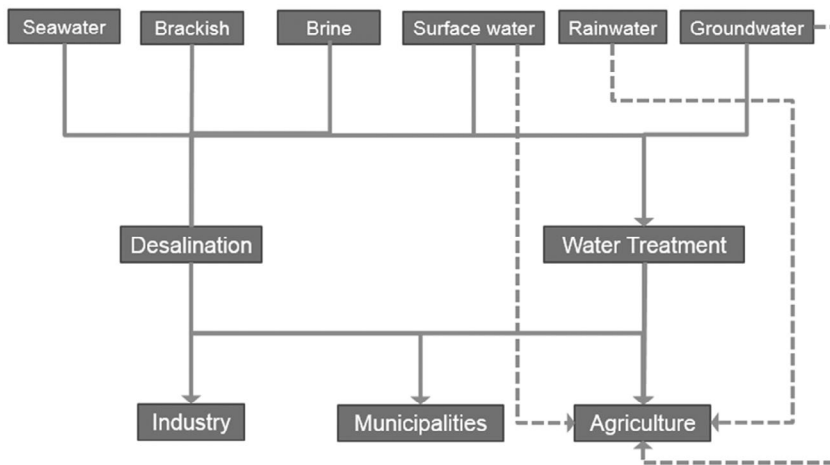 Seawater
Brackish
Brine
Surface water
Rainwater
Groundwater
Desalination
Water Treatment
Industry
Municipalities
Agriculture